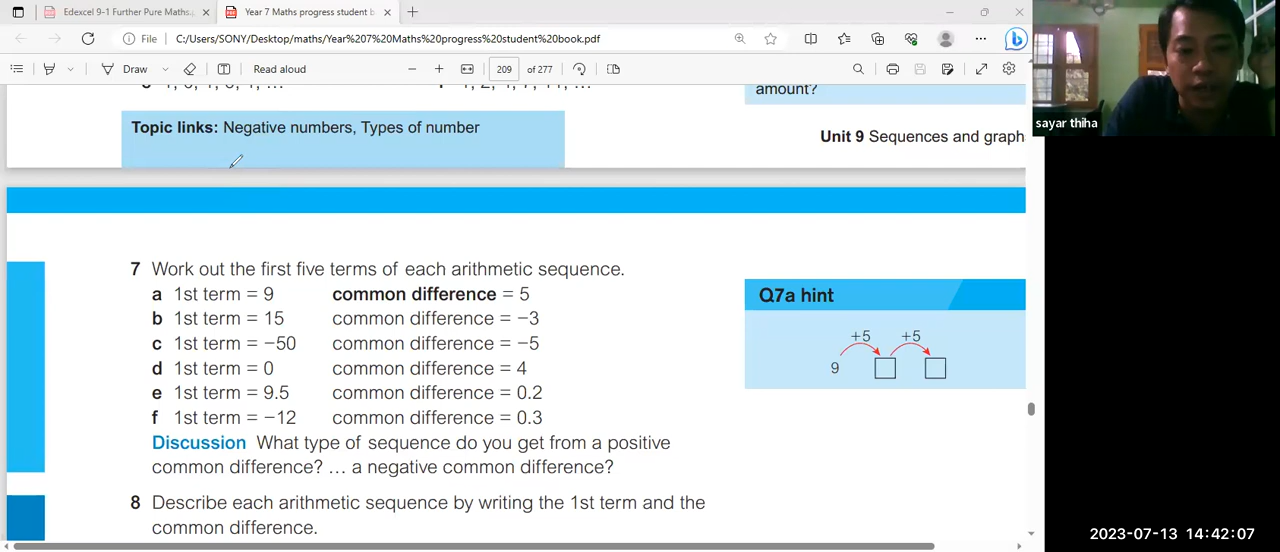 Edexcel 9-1 Further Pure Maths.
Year 7 Maths progress student b
File
C:/Users/SONY/Desktop/maths/Year%207%20Maths%20progress%20student%20book.pdf
Draw
Read aloud
209
of 277
amount?
Topic links: Negative numbers, Types of number
Unit 9 Sequences and graph
sayar thiha
7 Work out the first five terms of each arithmetic sequence.
a 1st term = 9 common difference = 5
b 1st term = 15 common difference = −3
c 1st term = −50 common difference = −5
d 1st term = 0 common difference = 4
e 1st term = 9.5 common difference = 0.2
f 1st term = −12 common difference = 0.3
Discussion What type of sequence do you get from a positive
common difference? … a negative common difference?
Q7a hint
+5 +5
9
8 Describe each arithmetic sequence by writing the 1st term and the
common difference.
2023-07-13 14:42:07